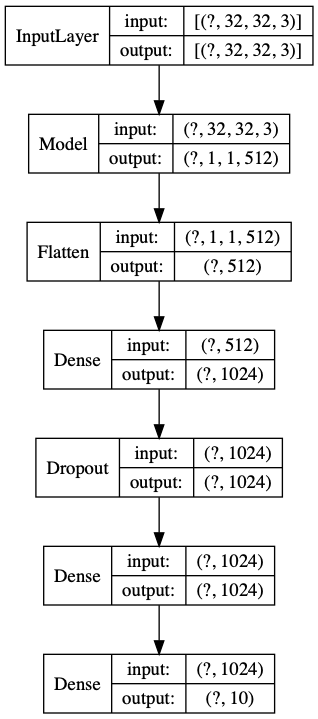 InputLayer input: [(?, 32, 32, 3)]
output: [(?, 32, 32, 3)]
Model input: (?, 32, 32, 3)
output: (?, 1, 1, 512)
Flatten input: (?, 1, 1, 512)
output: (?, 512)
Dense input: (?, 512)
output: (?, 1024)
Dropout input: (?, 1024)
output: (?, 1024)
Dense input: (?, 1024)
output: (?, 1024)
Dense input: (?, 1024)
output: (?, 10)